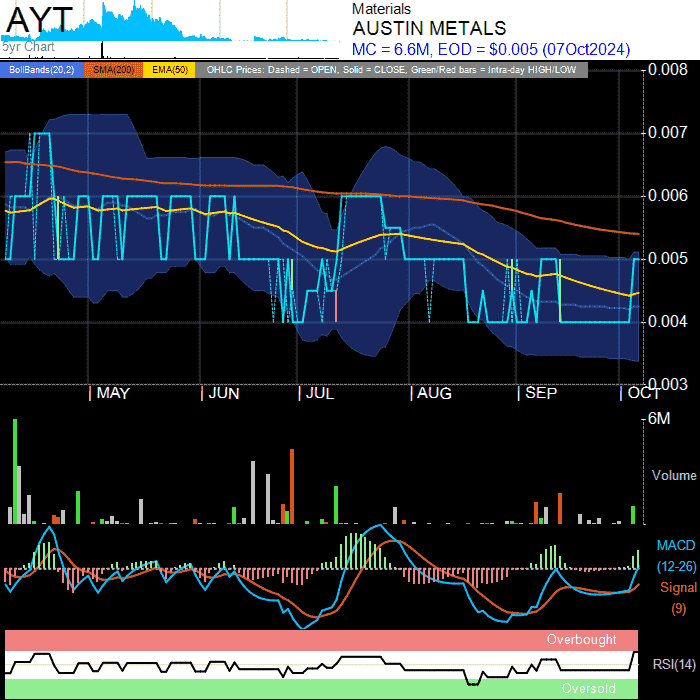 AYT
5yr Chart
Materials
AUSTIN METALS
MC = 6.6M, EOD = $0.005 (07Oct2024)
BollBands(20,2) SMA(200) EMA(50) OHLC Prices: Dashed = OPEN, Solid = CLOSE, Green/Red bars = Intra-day HIGH/LOW
0.008
0.007
0.006
0.005
0.004
0.003
MAY JUN JUL AUG SEP OCT
6M
Volume
MACD
(12-26)
Signal
(9)
Overbought
RSI(14)
Oversold